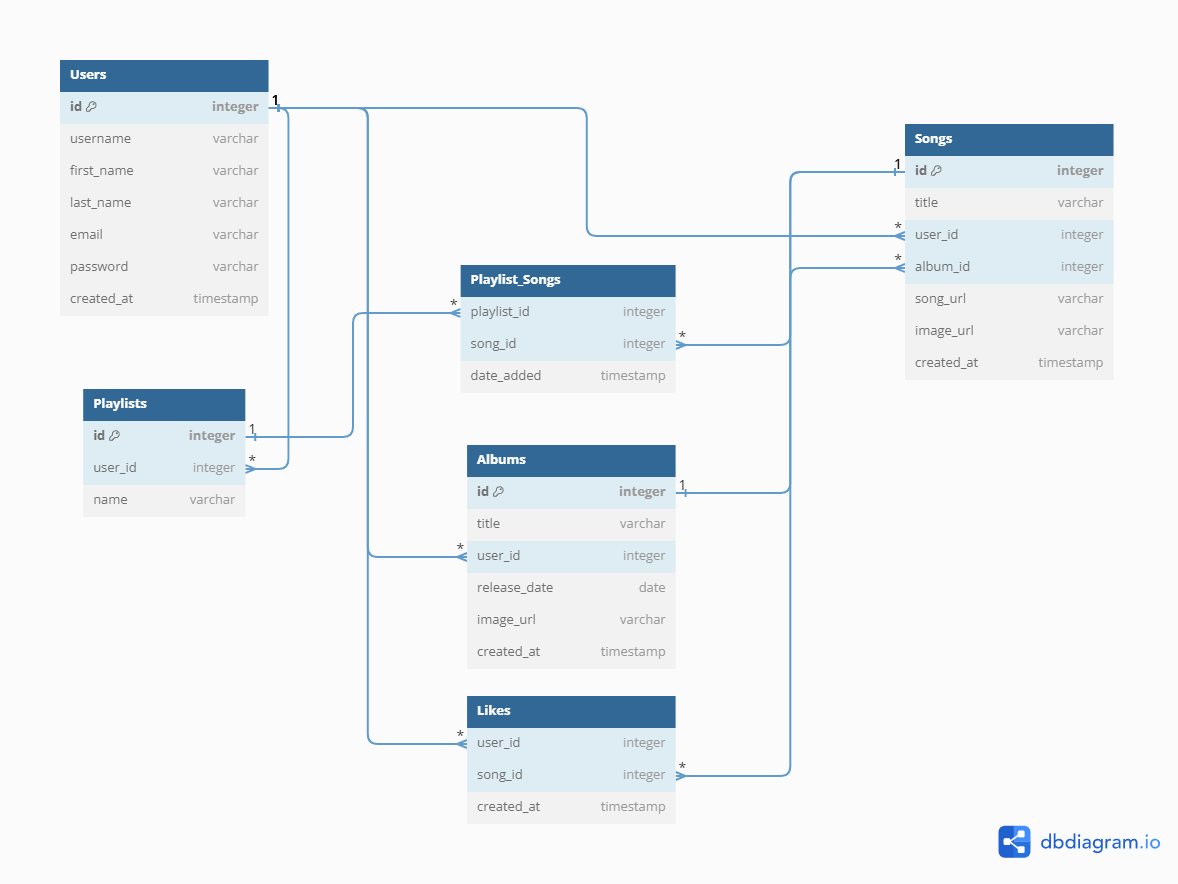 Users
id integer
username varchar
first_name varchar
last_name varchar
email varchar
password varchar
created_at timestamp
1
Playlists
id integer
user_id integer
name varchar
1
*
Playlist_Songs
playlist_id integer
song_id integer
date_added timestamp
*
*
Albums
id integer
title varchar
user_id integer
release_date date
image_url varchar
created_at timestamp
1
*
Likes
user_id integer
song_id integer
created_at timestamp
*
*
Songs
id integer
title varchar
user_id integer
album_id integer
song_url varchar
image_url varchar
created_at timestamp
1
*
*
dbdiagram.io